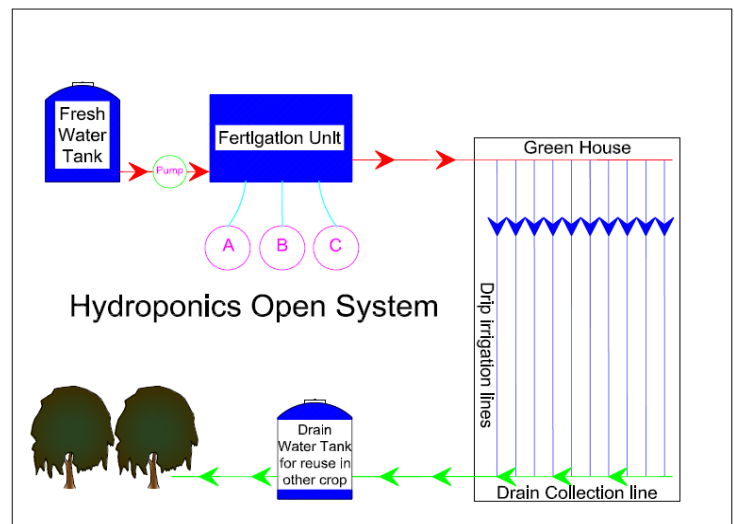 Fresh
Water
Tank
Pump
Fertigation Unit
Green House
A
B
C
Hydroponics Open System
Drip irrigation lines
Drain
Water Tank
for reuse in
other crop
Drain Collection line